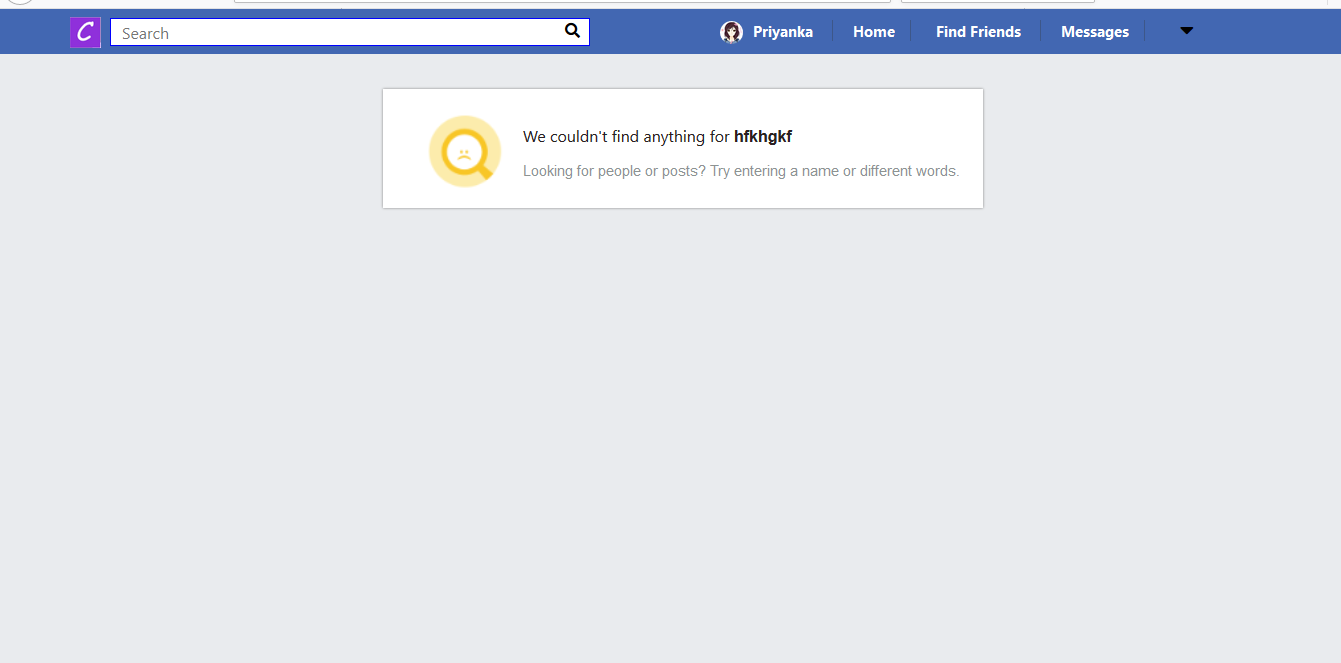 C
Search
Priyanka
Home
Find Friends
Messages
We couldn't find anything for hfkhgkf
Looking for people or posts? Try entering a name or different words.